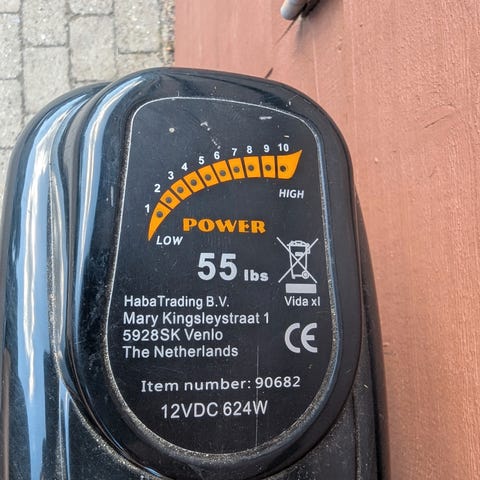 1 2 3 4 5 6 7 8 9 10
LOW HIGH
POWER
55 lbs
Vida xl
HabaTrading B.V.
Mary Kingsleystraat 1
5928SK Venlo
The Netherlands
CE
Item number: 90682
12VDC 624W